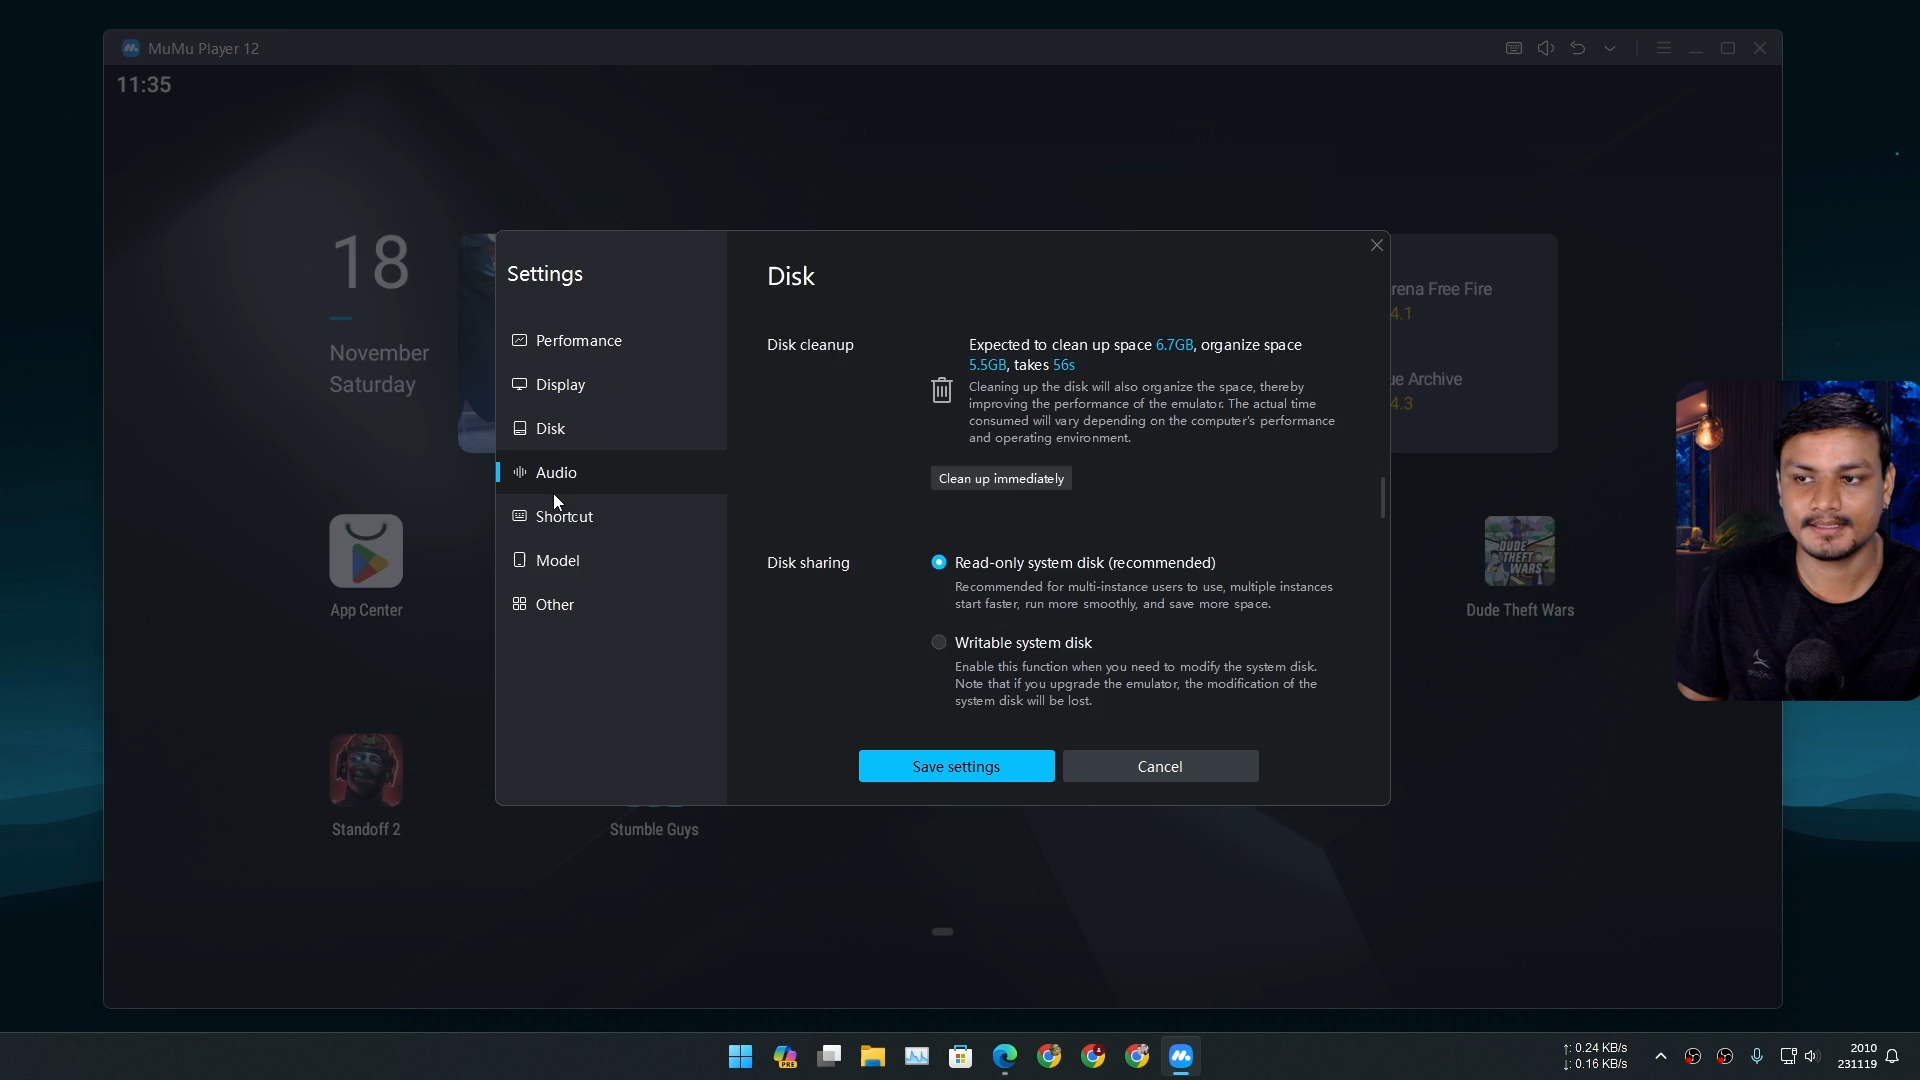 MuMu Player 12
11:35
18
November
Saturday
App Center
Standoff 2
Stumble Guys
rena Free Fire
4.1
ue Archive
4.3
Dude Theft Wars
DUDE
THEFT
WARS
Settings
Performance
Display
Disk
Audio
Shortcut
Model
Other
Disk
Disk cleanup
Expected to clean up space 6.7GB, organize space
5.5GB, takes 56s
Cleaning up the disk will also organize the space, thereby
improving the performance of the emulator. The actual time
consumed will vary depending on the computer's performance
and operating environment.
Clean up immediately
Disk sharing
Read-only system disk (recommended)
Recommended for multi-instance users to use, multiple instances
start faster, run more smoothly, and save more space.
Writable system disk
Enable this function when you need to modify the system disk.
Note that if you upgrade the emulator, the modification of the
system disk will be lost.
Save settings
Cancel
PRE
↑: 0.24 KB/s
↓: 0.16 KB/s
2010
231119